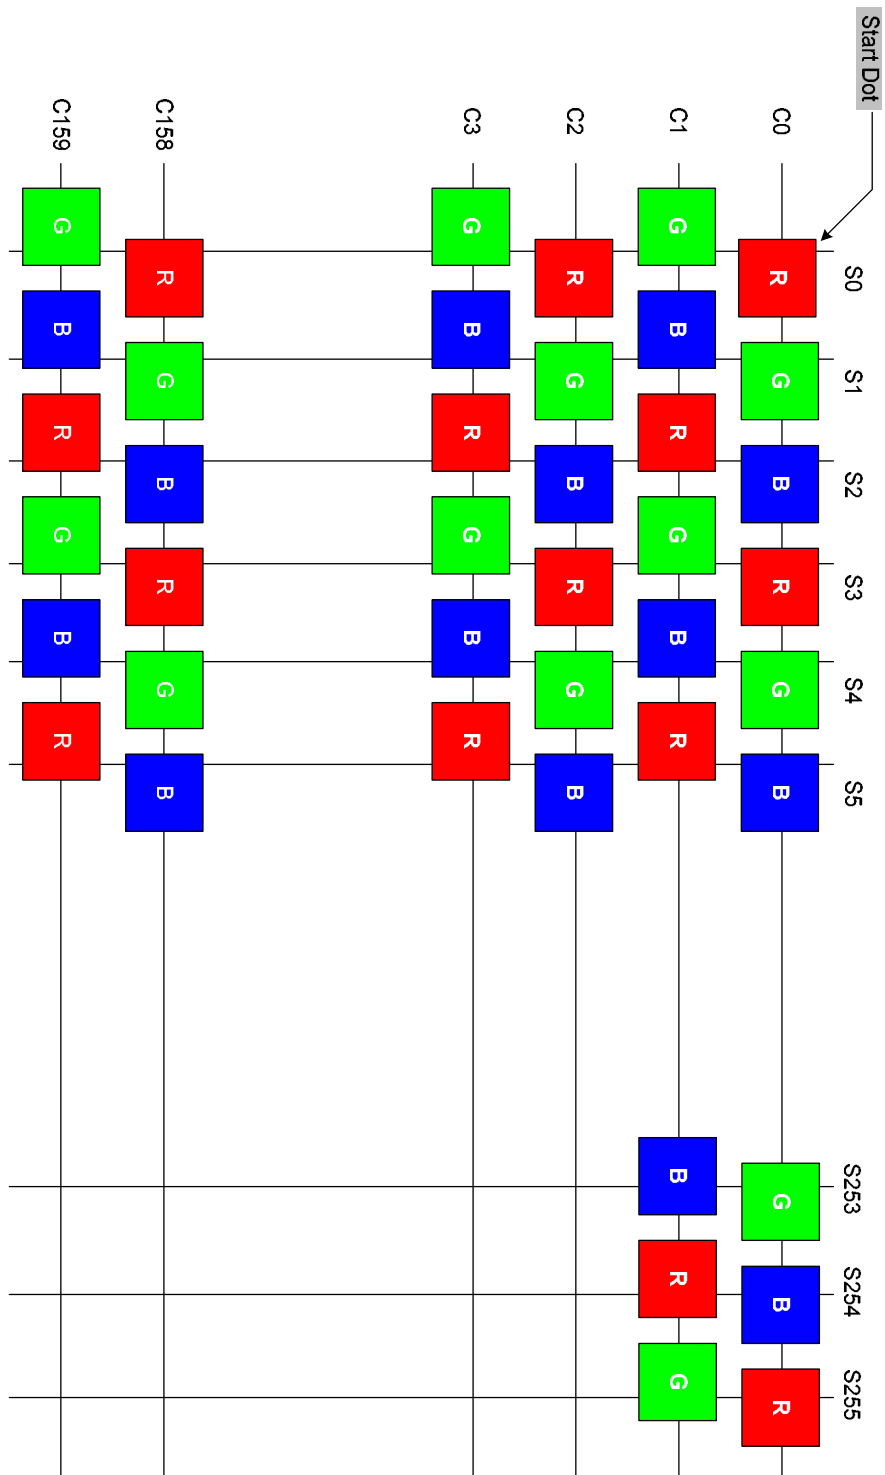 Start Dot
S0 S1 S2 S3 S4 S5 S253 S254 S255
C0 R G B R G B G B R
C1 G B R G B R B R G
C2 R G B R G B
C3 G B R G B R
C158 R G B R G B
C159 G B R G B R